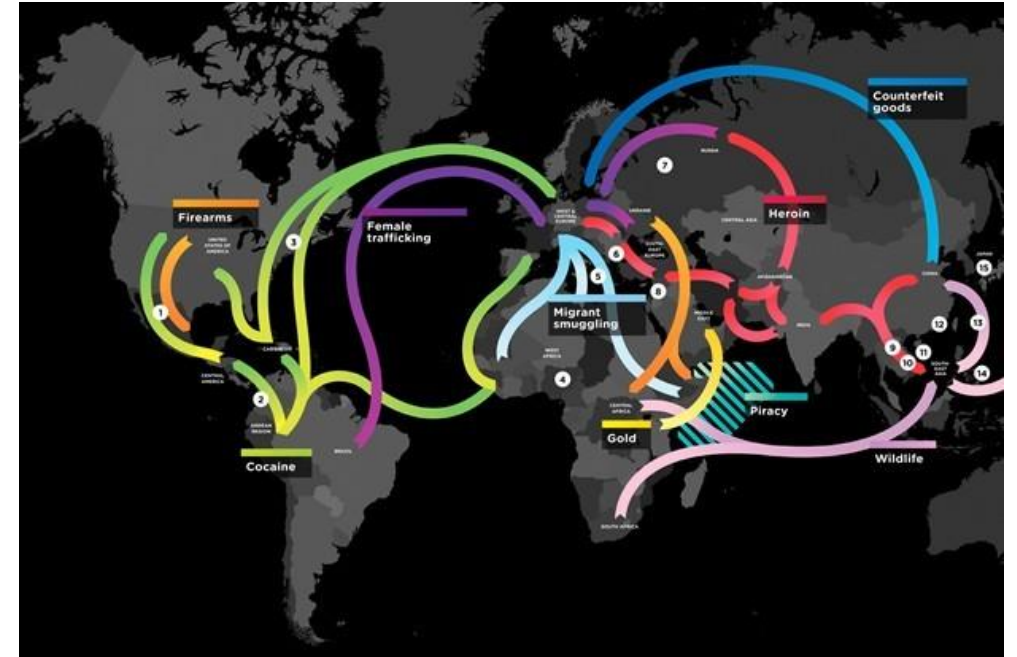 Counterfeit
goods
7
RUSSIA
Firearms
UNITED
STATES OF
AMERICA
3
Female
trafficking
WEST &
CENTRAL
EUROPE
UKRAINE
CENTRAL ASIA
Heroin
6
SOUTH
EAST
EUROPE
JAPAN
15
5
8
AFGHANISTAN
CHINA
1
Migrant
smuggling
MIDDLE
EAST
INDIA
12
13
CARIBBEAN
WEST
AFRICA
9
11
10
SOUTH
EAST
ASIA
14
CENTRAL
AMERICA
4
2
Piracy
CENTRAL
AFRICA
ANDEAN
REGION
Gold
BRAZIL
Cocaine
Wildlife
SOUTH AFRICA